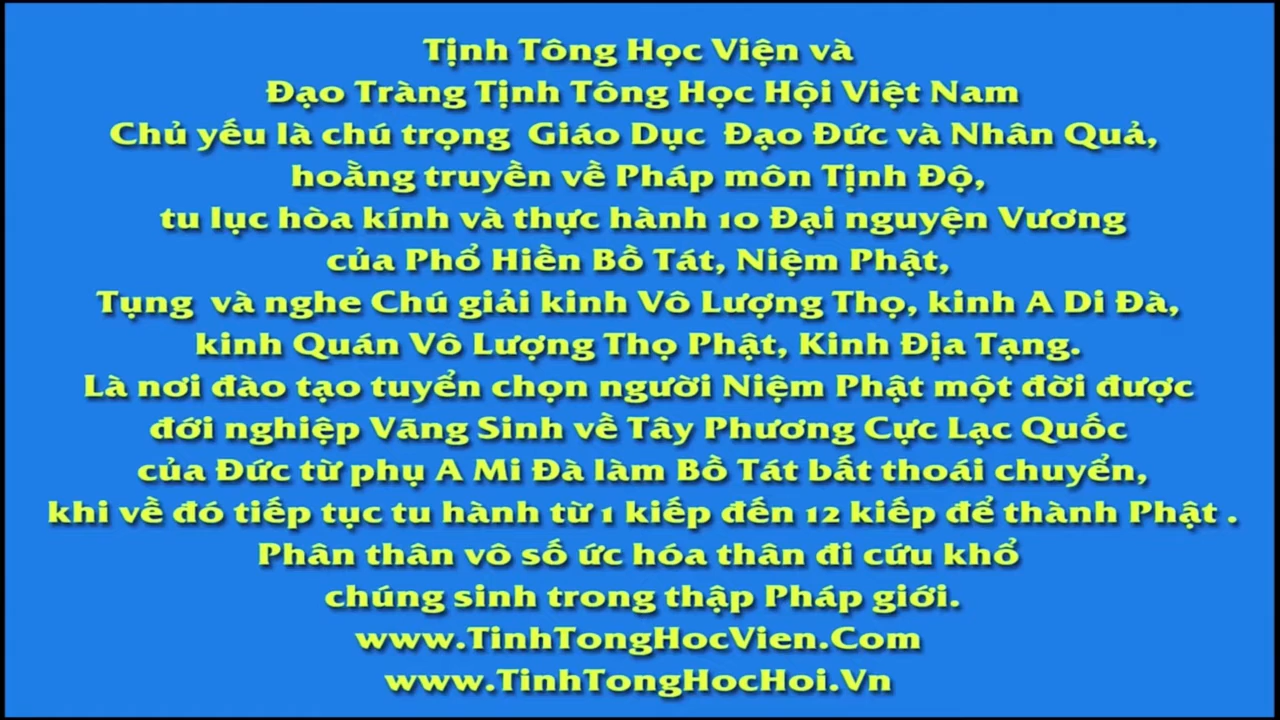 Tịnh Tông Học Viện và
Đạo Tràng Tịnh Tông Học Hội Việt Nam
Chủ yếu là chú trọng Giáo Dục Đạo Đức và Nhân Quả,
hoằng truyền về Pháp môn Tịnh Độ,
tu lục hòa kính và thực hành 10 Đại nguyện Vương
của Phổ Hiền Bồ Tát, Niệm Phật,
Tụng và nghe Chú giải kinh Vô Lượng Thọ, kinh A Di Đà,
kinh Quán Vô Lượng Thọ Phật, Kinh Địa Tạng.
Là nơi đào tạo tuyển chọn người Niệm Phật một đời được
đới nghiệp Vãng Sinh về Tây Phương Cực Lạc Quốc
của Đức từ phụ A Mi Đà làm Bồ Tát bất thoái chuyển,
khi về đó tiếp tục tu hành từ 1 kiếp đến 12 kiếp để thành Phật .
Phân thân vô số ức hóa thân đi cứu khổ
chúng sinh trong thập Pháp giới.
www.TinhTongHocVien.Com
www.TinhTongHocHoi.Vn